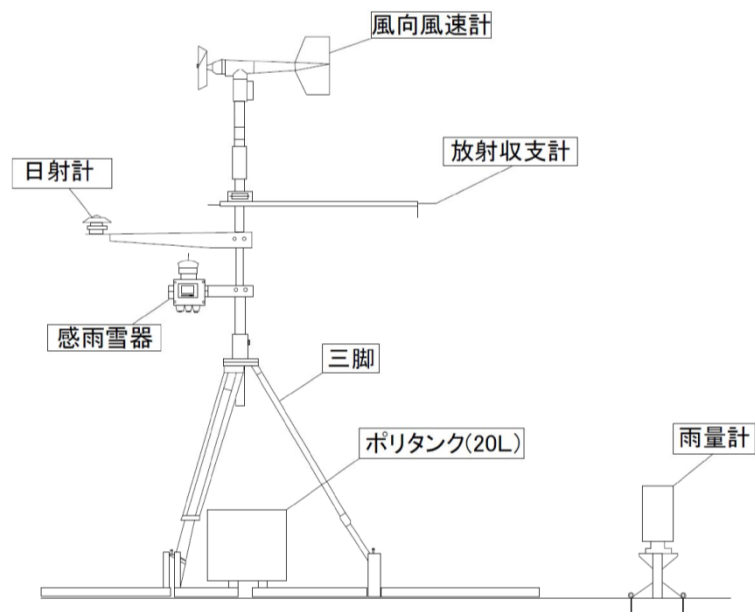 風向風速計
放射収支計
日射計
感雨雪器
三脚
ポリタンク(20L)
雨量計